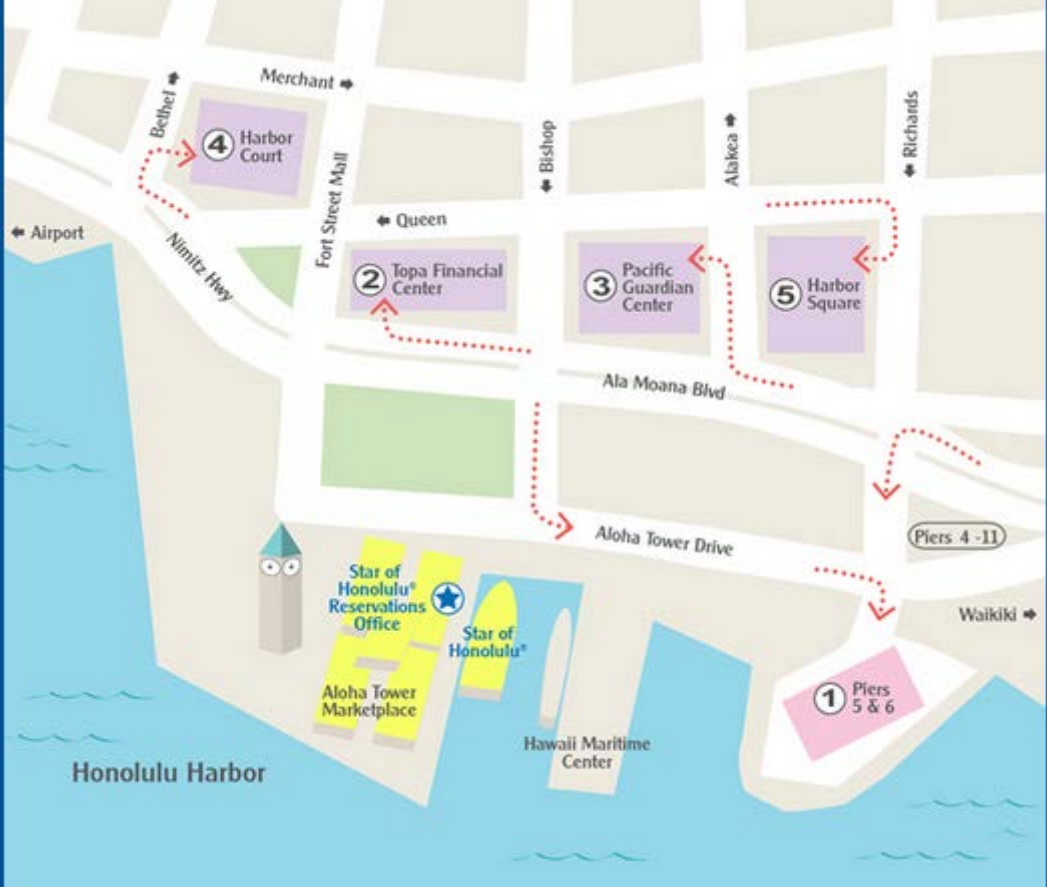 Merchant
Bethel
4
Harbor
Court
Bishop
Alakea
Richards
Fort Street Mall
Queen
Airport
Nimitz Hwy
2
Topa Financial
Center
3
Pacific
Guardian
Center
5
Harbor
Square
Ala Moana Blvd
Piers 4 -11
Aloha Tower Drive
Waikiki
Star of
Honolulu®
Reservations
Office
Star of
Honolulu®
Aloha Tower
Marketplace
1
Piers
5 & 6
Hawaii Maritime
Center
Honolulu Harbor